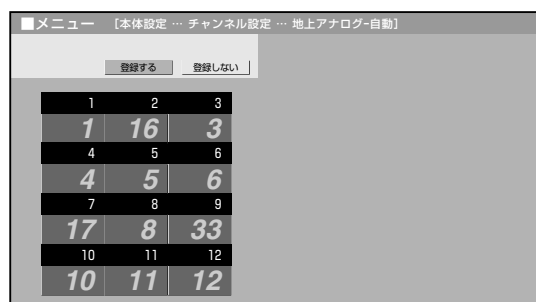 ■メニュー [本体設定 … チャンネル設定 … 地上アナログ-自動]
登録する 登録しない
1 2 3
1 16 3
4 5 6
4 5 6
7 8 9
17 8 33
10 11 12
10 11 12